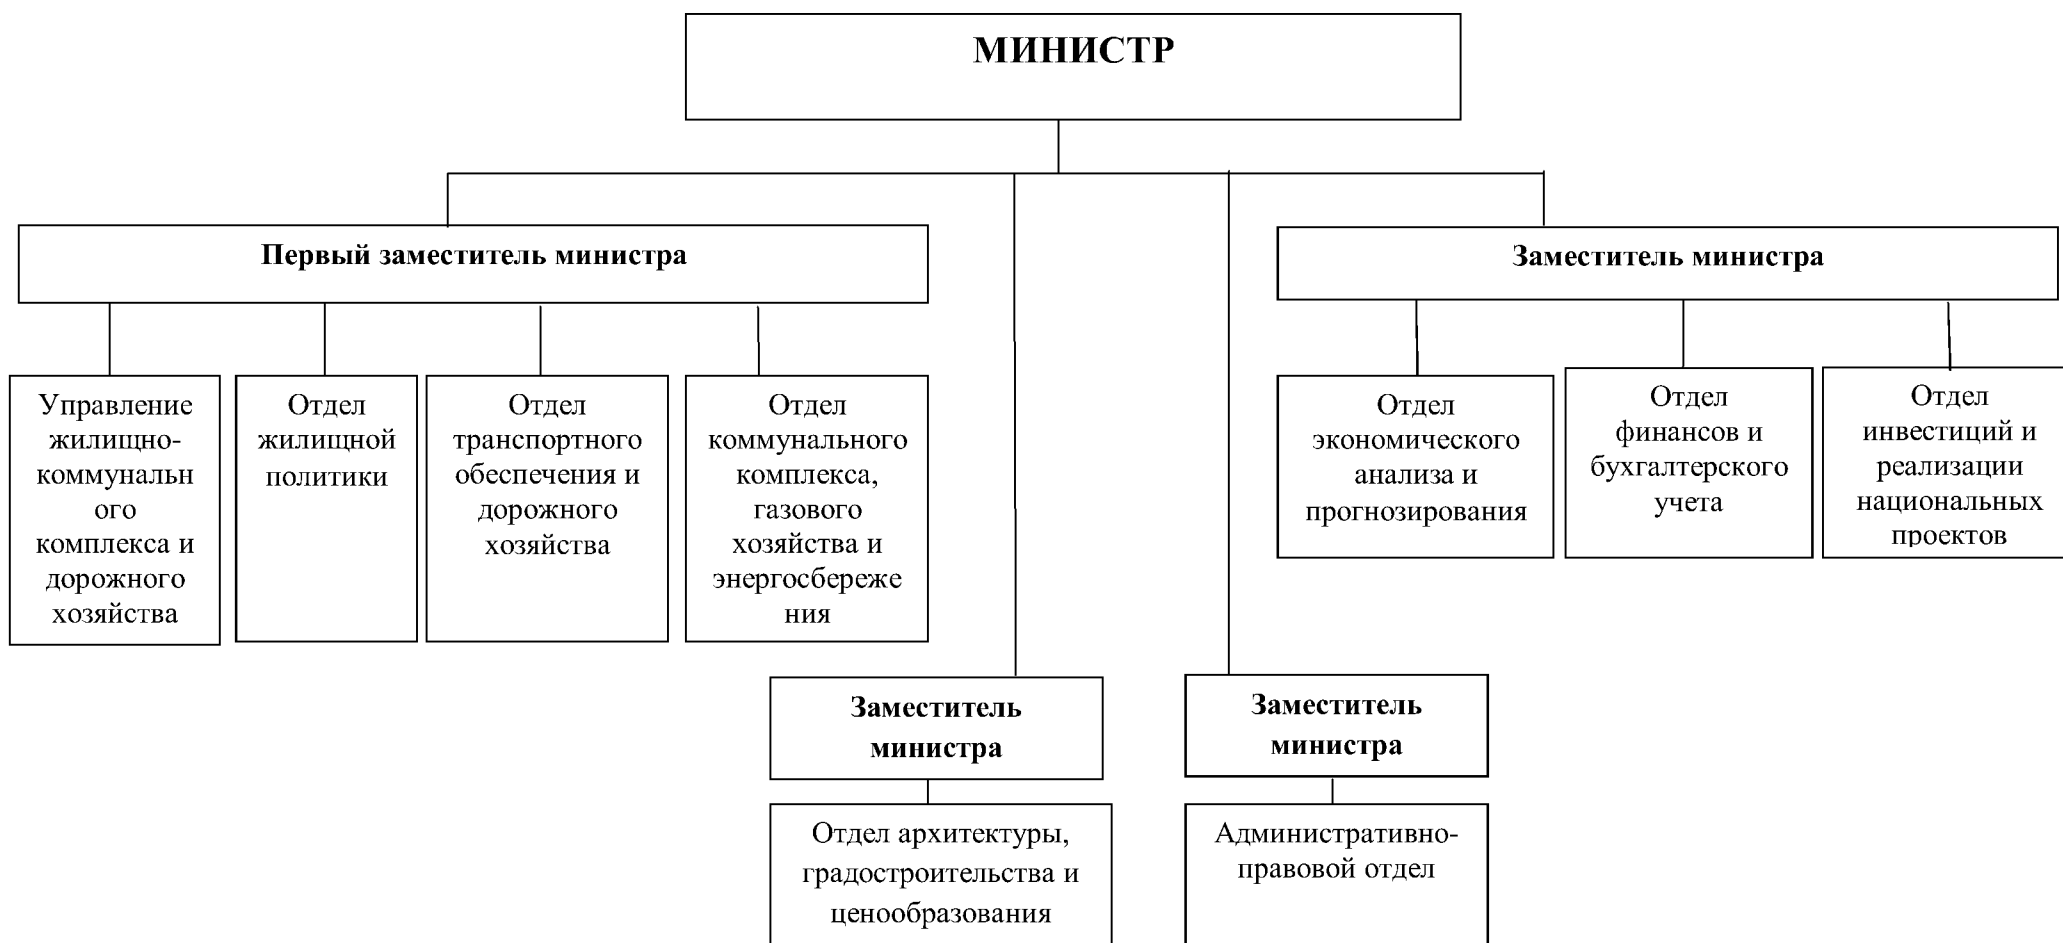 МИНИСТР
Первый заместитель министра
Заместитель министра
Управление
жилищно-
коммунальн
ого
комплекса и
дорожного
хозяйства
Отдел
жилищной
политики
Отдел
транспортного
обеспечения и
дорожного
хозяйства
Отдел
коммунального
комплекса,
газового
хозяйства и
энергосбереже
ния
Отдел
экономического
анализа и
прогнозирования
Отдел
финансов и
бухгалтерского
учета
Отдел
инвестиций и
реализации
национальных
проектов
Заместитель
министра
Заместитель
министра
Отдел архитектуры,
градостроительства и
ценообразования
Административно-
правовой отдел